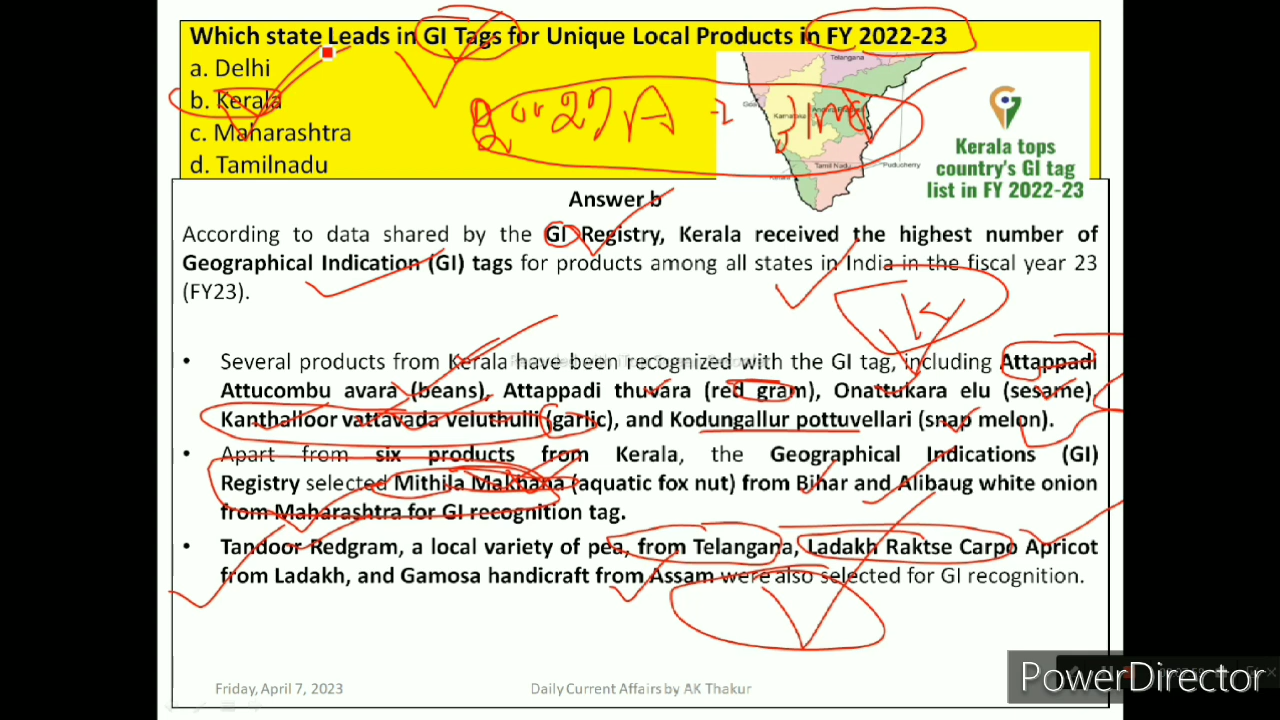 Which state Leads in GI Tags for Unique Local Products in FY 2022-23
a. Delhi
b. Kerala
c. Maharashtra
d. Tamilnadu
Telangana
Karnataka
Tamil Nadu
Puducherry
Kerala tops
country's GI tag
list in FY 2022-23
Answer b
According to data shared by the GI Registry, Kerala received the highest number of
Geographical Indication (GI) tags for products among all states in India in the fiscal year 23
(FY23).
• Several products from Kerala have been recognized with the GI tag, including Attappadi
Attucombu avara (beans), Attappadi thuvara (red gram), Onattukara elu (sesame),
Kanthalloor vattavada veluthulli (garlic), and Kodungallur pottuvellari (snap melon).
• Apart from six products from Kerala, the Geographical Indications (GI)
Registry selected Mithila Makhana (aquatic fox nut) from Bihar and Alibaug white onion
from Maharashtra for GI recognition tag.
• Tandoor Redgram, a local variety of pea, from Telangana, Ladakh Raktse Carpo Apricot
from Ladakh, and Gamosa handicraft from Assam were also selected for GI recognition.
Friday, April 7, 2023
Daily Current Affairs by AK Thakur
PowerDirector